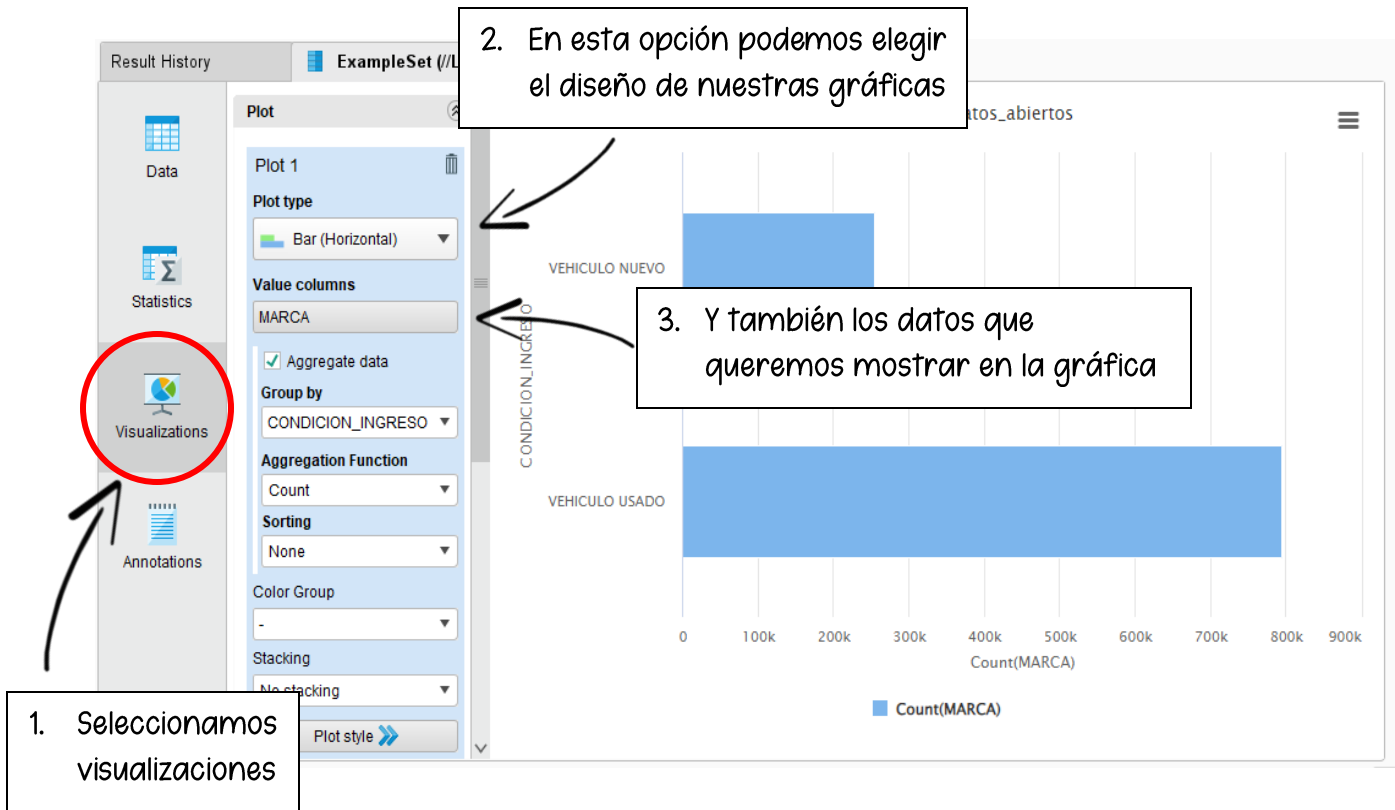 2. En esta opción podemos elegir
el diseño de nuestras gráficas
Result History
ExampleSet (//L
Plot
atos_abiertos
Data
Plot 1
Plot type
Bar (Horizontal)
Statistics
Value columns
MARCA
VEHICULO NUEVO
3. Y también los datos que
queremos mostrar en la gráfica
CONDICION_INGRESO
Aggregate data
Group by
CONDICION_INGRESO
Visualizations
Aggregation Function
Count
Sorting
None
VEHICULO USADO
Annotations
Color Group
-
Stacking
No stacking
Plot style
0 100k 200k 300k 400k 500k 600k 700k 800k 900k
Count(MARCA)
Count(MARCA)
1. Seleccionamos
visualizaciones